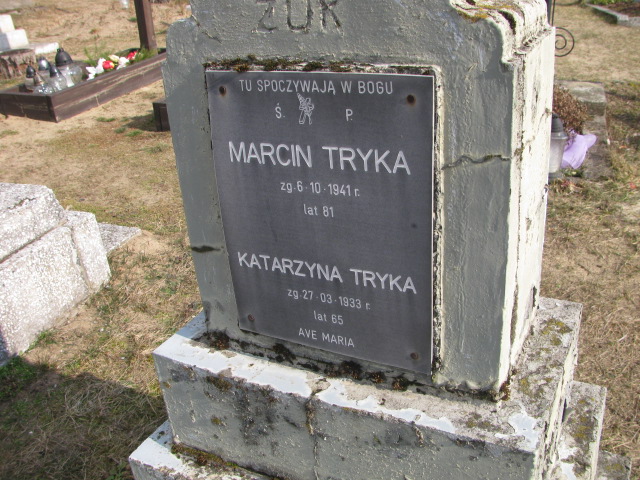 ŻUK
TU SPOCZYWAJĄ W BOGU
Ś. P.
MARCIN TRYKA
zg. 6-10-1941 r.
lat 81
KATARZYNA TRYKA
zg. 27-03-1933 r.
lat 65
AVE MARIA